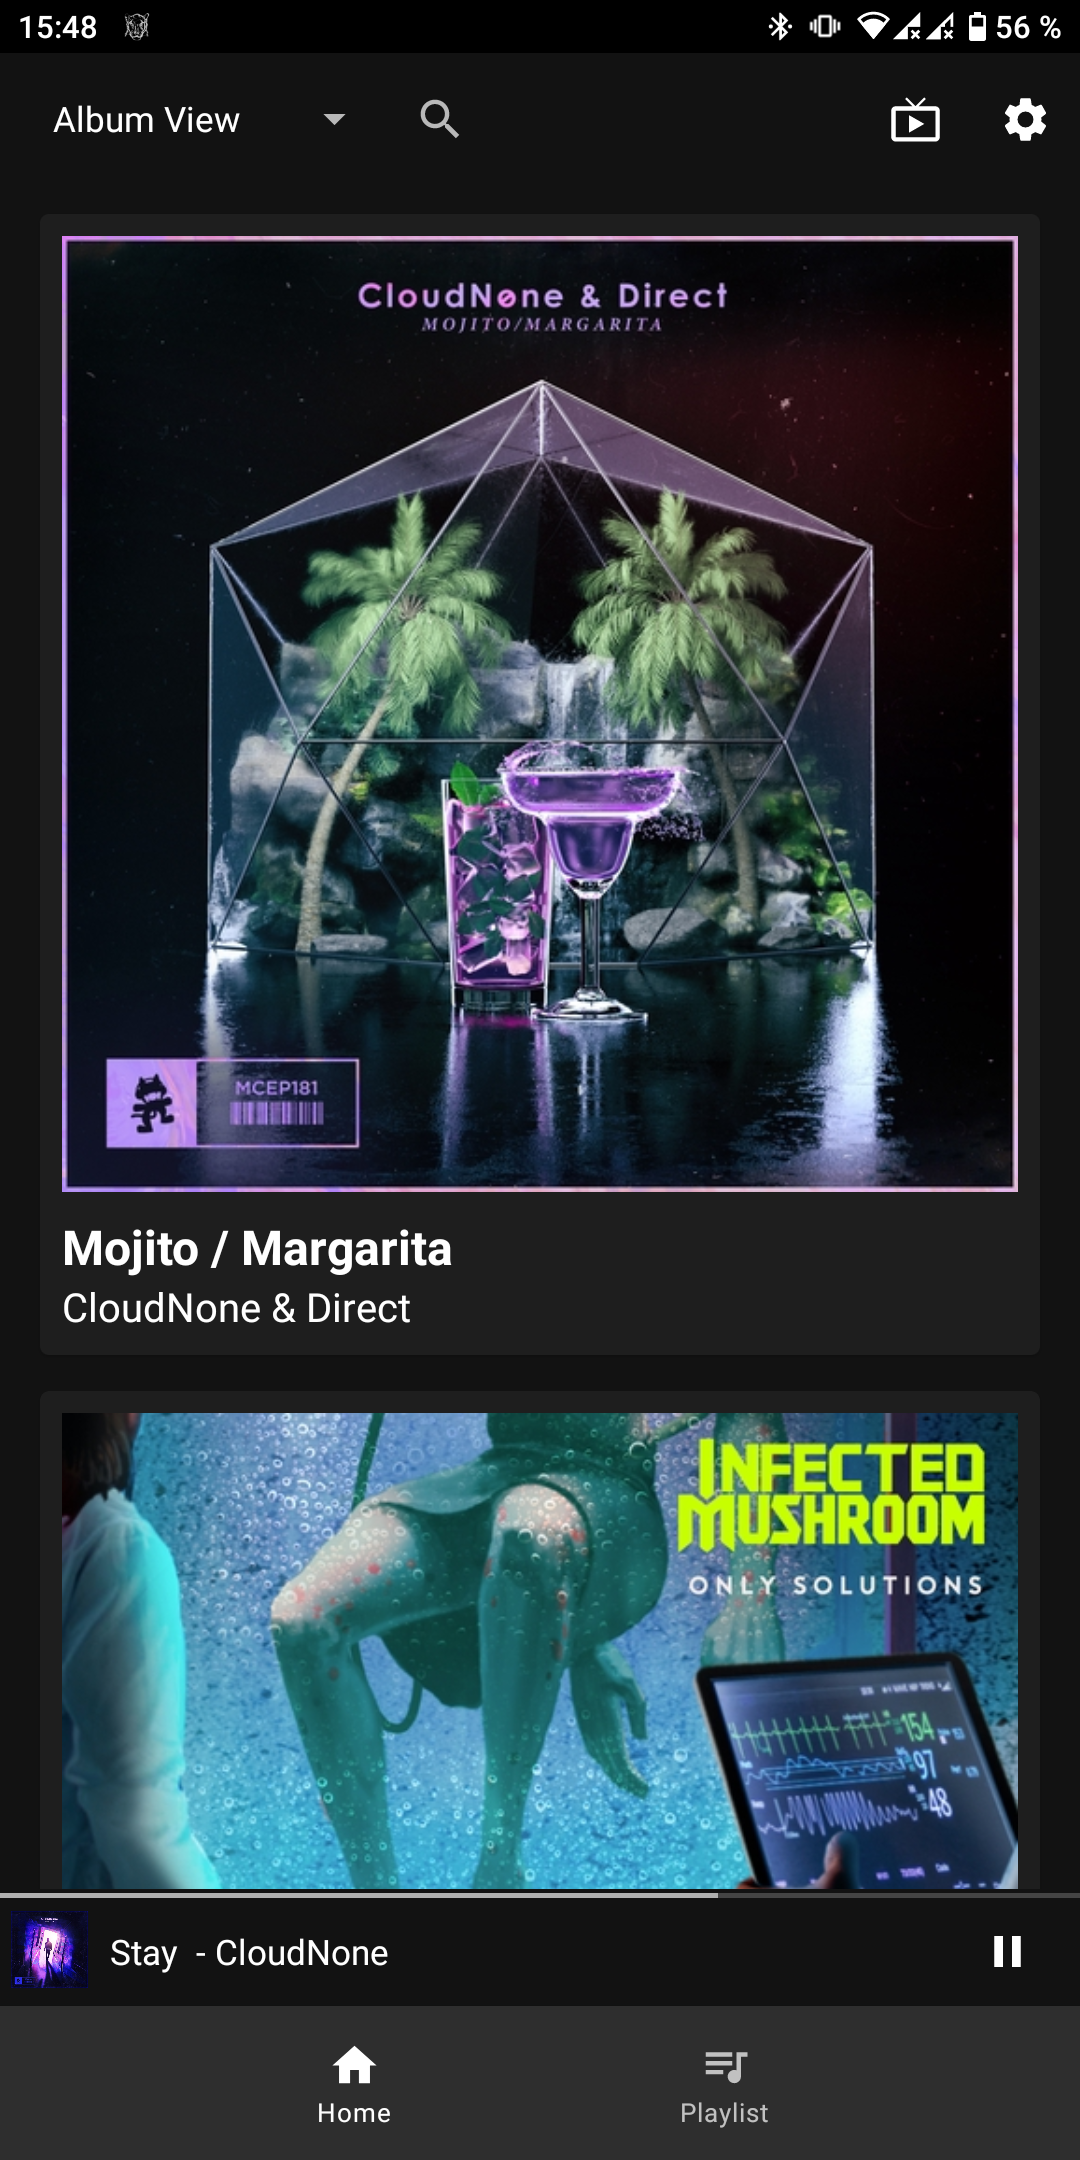 15:48
56 %
Album View
CloudNøne & Direct
MOJITO/MARGARITA
MCEP181
Mojito / Margarita
CloudNone & Direct
INFECTED
MUSHROOM
ONLY SOLUTIONS
154
97
48
Stay - CloudNone
Home
Playlist